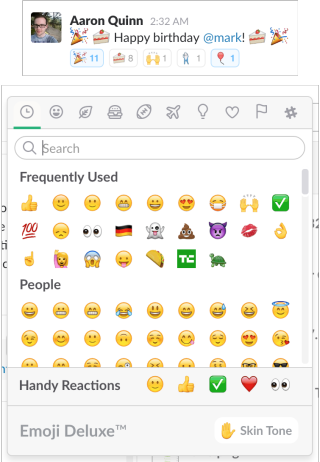 Aaron Quinn 2:32 AM
🎉 🍰 Happy birthday @mark! 🍰 🎉
11 8 1 1 1
Search
Frequently Used
People
Handy Reactions
Emoji Deluxe™ Skin Tone